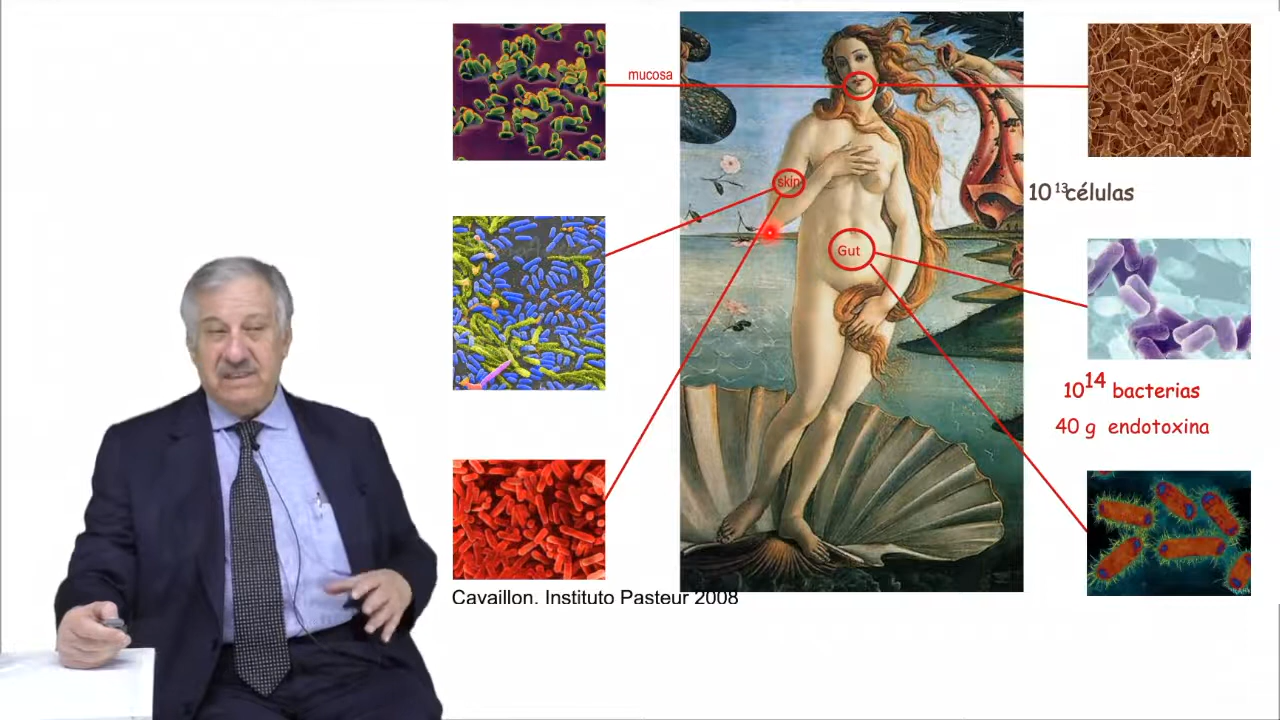 mucosa
skin
10¹³células
Gut
10¹⁴ bacterias
40 g endotoxina
Cavaillon. Instituto Pasteur 2008